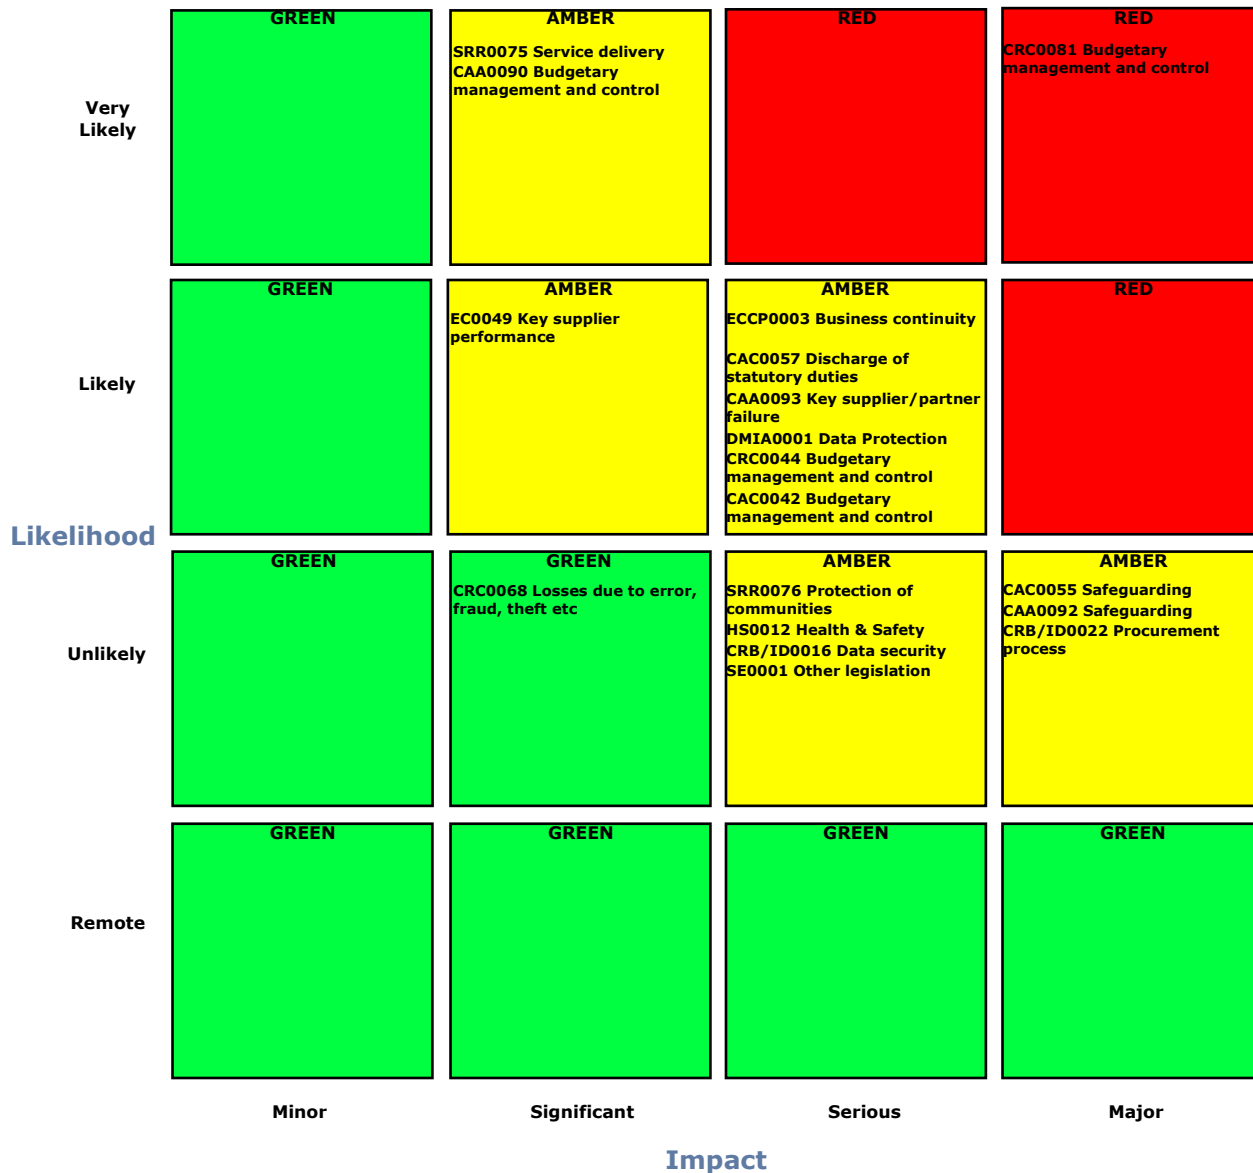 GREEN
AMBER
RED
RED
SRR0075 Service delivery
CAA0090 Budgetary
management and control
CRC0081 Budgetary
management and control
Very
Likely
GREEN
AMBER
AMBER
RED
EC0049 Key supplier
performance
ECCP0003 Business continuity
CAC0057 Discharge of
statutory duties
CAA0093 Key supplier/partner
failure
DMIA0001 Data Protection
CRC0044 Budgetary
management and control
CAC0042 Budgetary
management and control
Likely
Likelihood
GREEN
GREEN
AMBER
AMBER
CRC0068 Losses due to error,
fraud, theft etc
SRR0076 Protection of
communities
HS0012 Health & Safety
CRB/ID0016 Data security
SE0001 Other legislation
CAC0055 Safeguarding
CAA0092 Safeguarding
CRB/ID0022 Procurement
process
Unlikely
GREEN
GREEN
GREEN
GREEN
Remote
Minor
Significant
Serious
Major
Impact